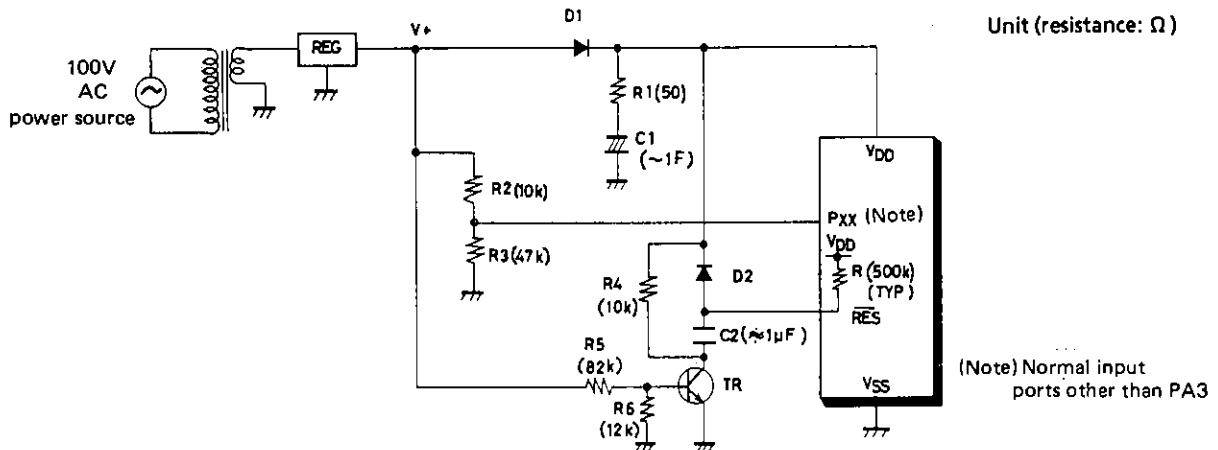 Unit (resistance: Ω)
D1
V+
REG
100V
AC
power source
R1(50)
C1
(~1F)
VDD
R2(10k)
PXX (Note)
VDD
R3(47k)
R4
(10k)
D2
R(500k)
(TYP)
RES
C2(≈1μF)
R5
(82k)
TR
R6
(12k)
VSS
(Note) Normal input
ports other than PA3